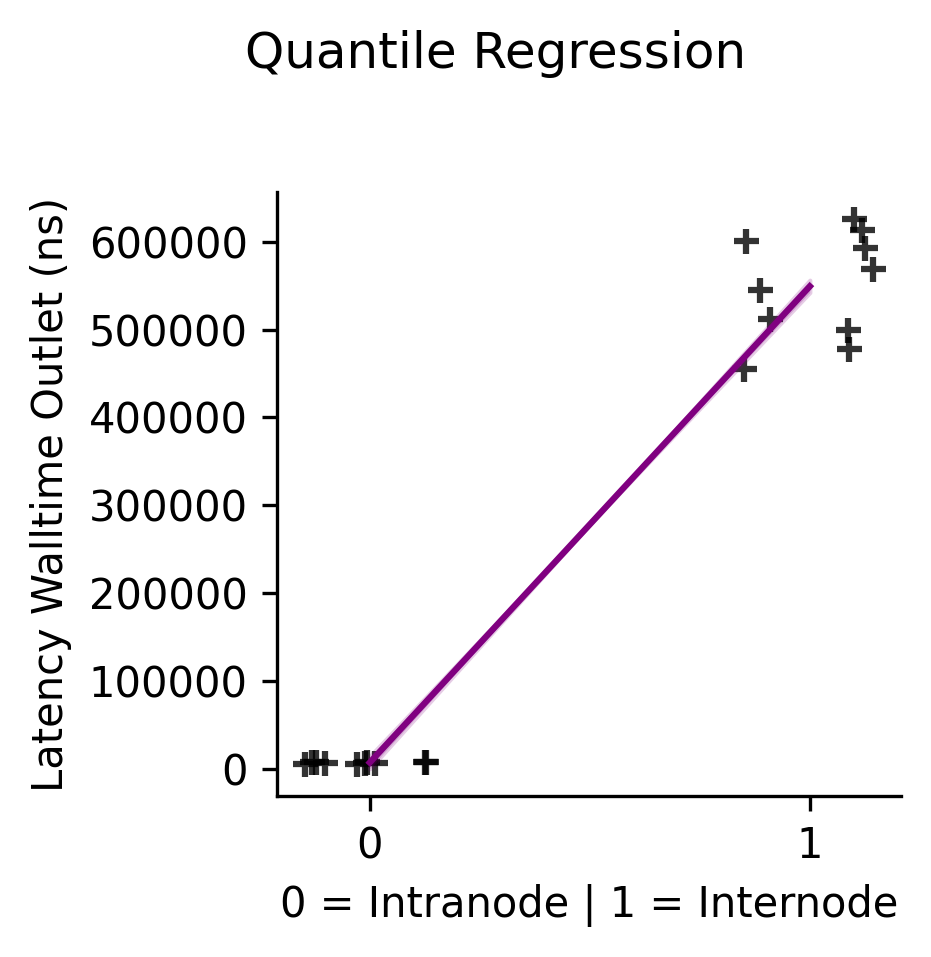 Quantile Regression
Latency Walltime Outlet (ns)
600000
500000
400000
300000
200000
100000
0
0 1
0 = Intranode | 1 = Internode